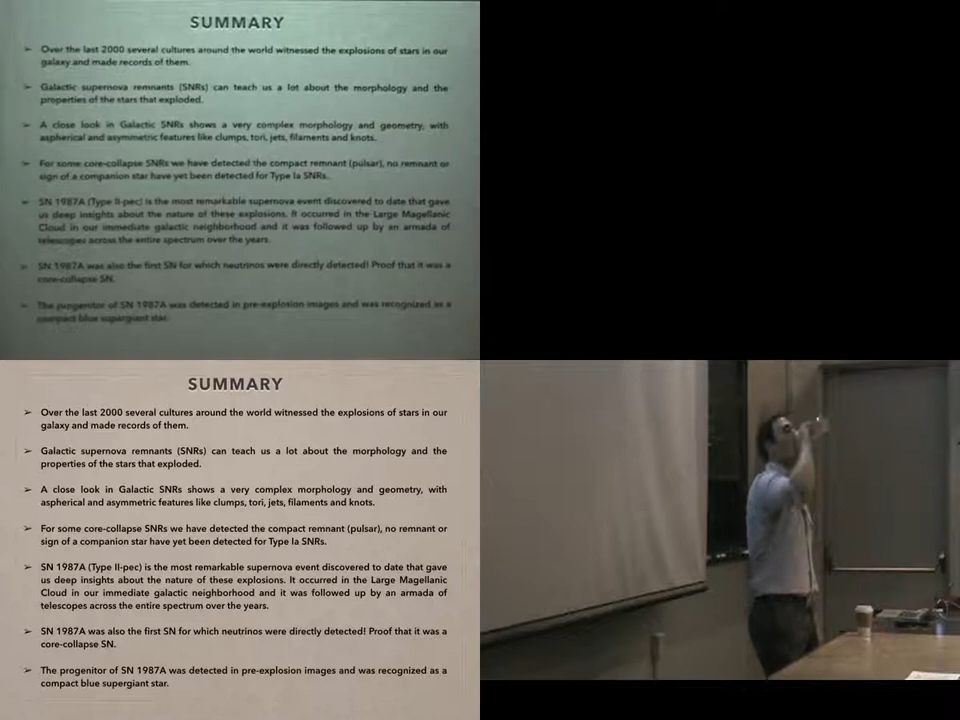 SUMMARY
Over the last 2000 several cultures around the world witnessed the explosions of stars in our
galaxy and made records of them.
Galactic supernova remnants (SNRs) can teach us a lot about the morphology and the
properties of the stars that exploded.
A close look in Galactic SNRs shows a very complex morphology and geometry, with
aspherical and asymmetric features like clumps, tori, jets, filaments and knots.
For some core-collapse SNRs we have detected the compact remnant (pulsar), no remnant or
sign of a companion star have yet been detected for Type Ia SNRs.
SN 1987A (Type II-pec) is the most remarkable supernova event discovered to date that gave
us deep insights about the nature of these explosions. It occurred in the Large Magellanic
Cloud in our immediate galactic neighborhood and it was followed up by an armada of
telescopes across the entire spectrum over the years.
SN 1987A was also the first SN for which neutrinos were directly detected! Proof that it was a
core-collapse SN.
The progenitor of SN 1987A was detected in pre-explosion images and was recognized as a
compact blue supergiant star.
SUMMARY
Over the last 2000 several cultures around the world witnessed the explosions of stars in our
galaxy and made records of them.
Galactic supernova remnants (SNRs) can teach us a lot about the morphology and the
properties of the stars that exploded.
A close look in Galactic SNRs shows a very complex morphology and geometry, with
aspherical and asymmetric features like clumps, tori, jets, filaments and knots.
For some core-collapse SNRs we have detected the compact remnant (pulsar), no remnant or
sign of a companion star have yet been detected for Type Ia SNRs.
SN 1987A (Type II-pec) is the most remarkable supernova event discovered to date that gave
us deep insights about the nature of these explosions. It occurred in the Large Magellanic
Cloud in our immediate galactic neighborhood and it was followed up by an armada of
telescopes across the entire spectrum over the years.
SN 1987A was also the first SN for which neutrinos were directly detected! Proof that it was a
core-collapse SN.
The progenitor of SN 1987A was detected in pre-explosion images and was recognized as a
compact blue supergiant star.